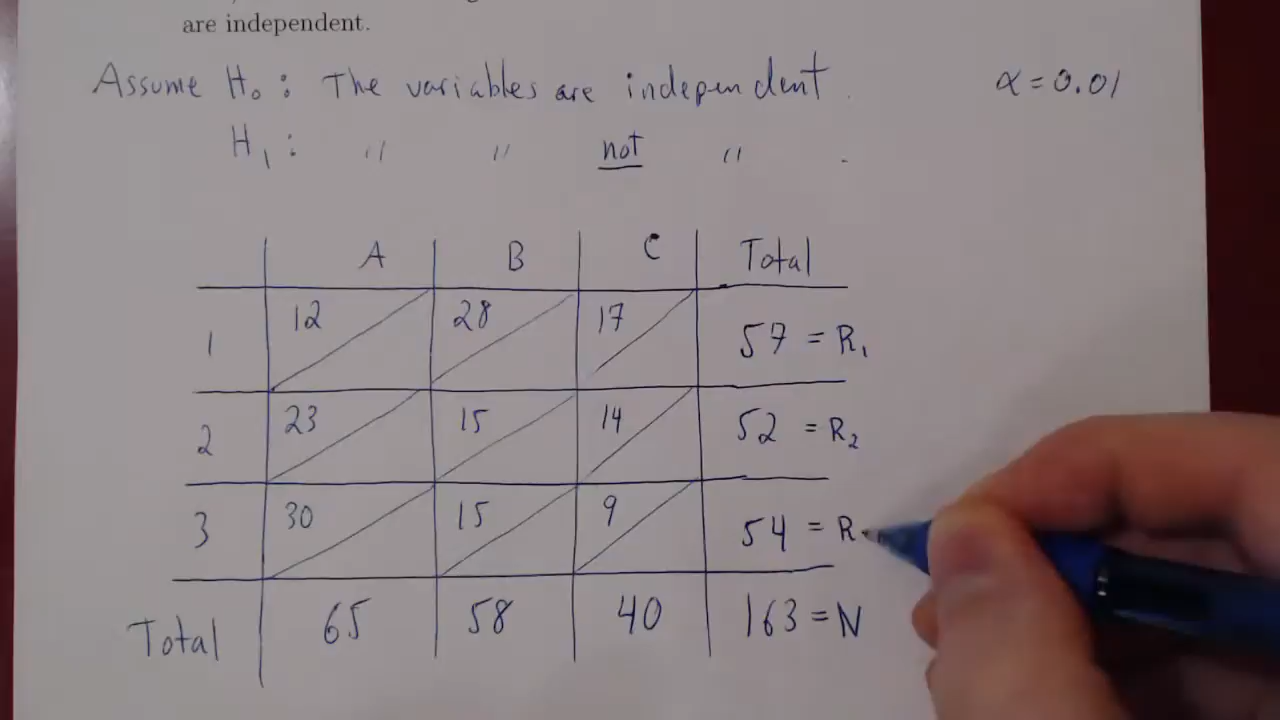 are independent.
Assume H₀ : The variables are independent. α = 0.01
H₁ : " " not " .
A B C Total
1 12 28 17 57 = R₁
2 23 15 14 52 = R₂
3 30 15 9 54 = R
Total 65 58 40 163 = N